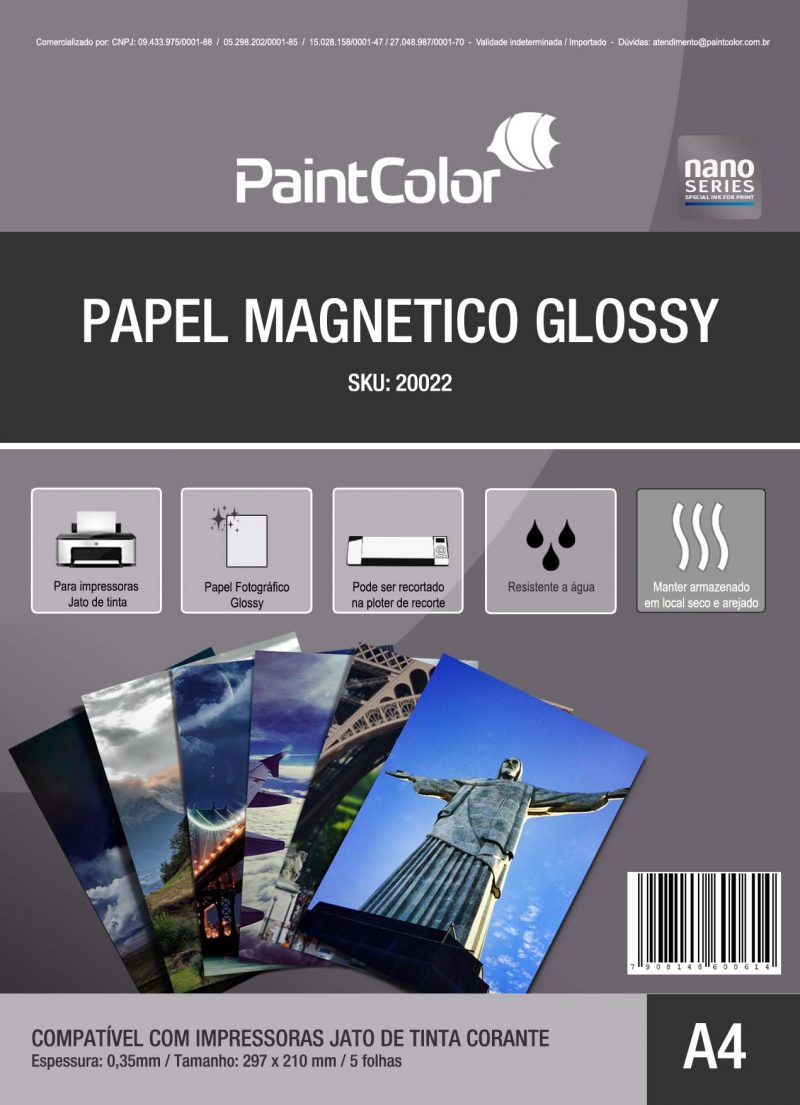 Comercializado por: CNPJ: 09.433.975/0001-88 / 05.298.202/0001-85 / 15.028.158/0001-47 / 27.048.987/0001-70 - Validade indeterminada / Importado - Dúvidas: atendimento@paintcolor.com.br
PaintColor
nano
SERIES
SPECIAL INK FOR PRINT
PAPEL MAGNETICO GLOSSY
SKU: 20022
Para impressoras
Jato de tinta
Papel Fotográfico
Glossy
Pode ser recortado
na ploter de recorte
Resistente a água
Manter armazenado
em local seco e arejado
7908148600614
COMPATÍVEL COM IMPRESSORAS JATO DE TINTA CORANTE
Espessura: 0,35mm / Tamanho: 297 x 210 mm / 5 folhas
A4